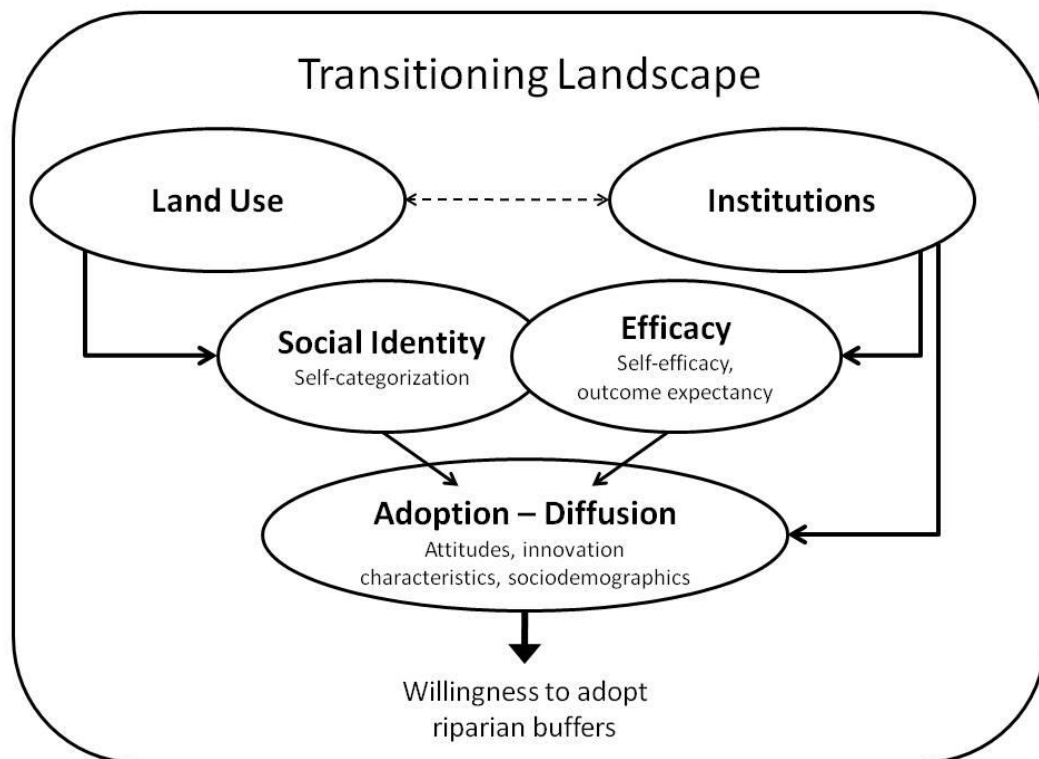 Transitioning Landscape
Land Use
Institutions
Social Identity
Self-categorization
Efficacy
Self-efficacy,
outcome expectancy
Adoption – Diffusion
Attitudes, innovation
characteristics, sociodemographics
Willingness to adopt
riparian buffers